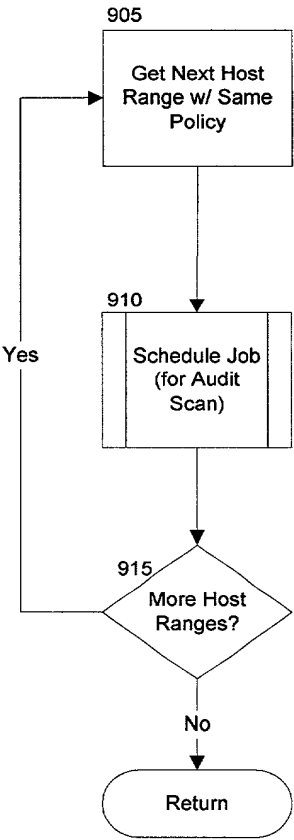 905
Get Next Host
Range w/ Same
Policy
910
Yes
Schedule Job
(for Audit
Scan)
915
More Host
Ranges?
No
Return